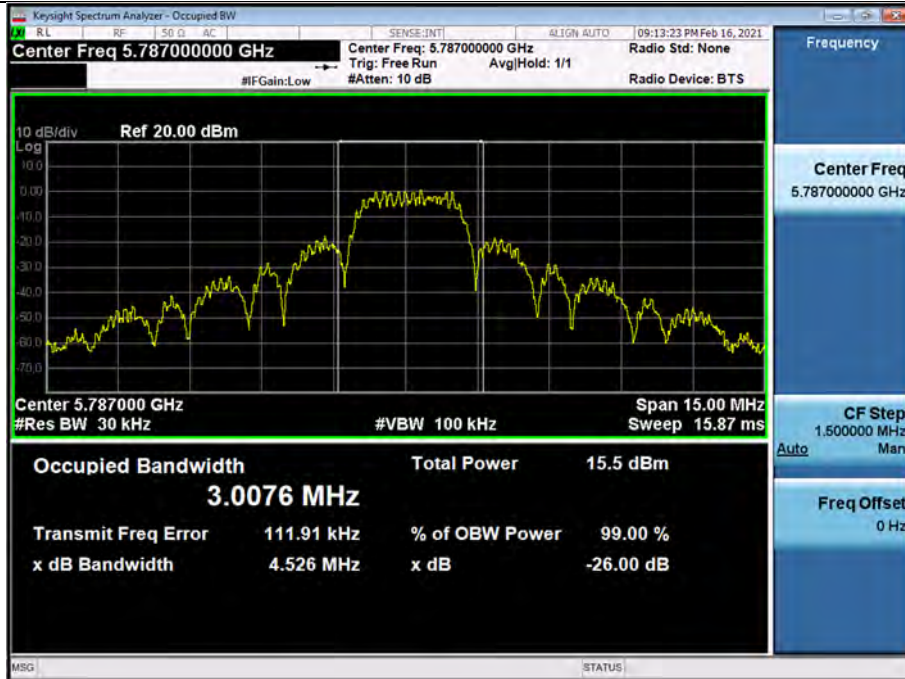 Keysight Spectrum Analyzer - Occupied BW
RL RF 50 Ω AC SENSE:INT ALIGN AUTO 09:13:23 PM Feb 16, 2021
Center Freq 5.787000000 GHz
Center Freq: 5.787000000 GHz Radio Std: None
Trig: Free Run Avg|Hold: 1/1
#IFGain:Low #Atten: 10 dB Radio Device: BTS
10 dB/div Ref 20.00 dBm
Log
10.0
0.00
-10.0
-20.0
-30.0
-40.0
-50.0
-60.0
-70.0
Center 5.787000 GHz Span 15.00 MHz
#Res BW 30 kHz #VBW 100 kHz Sweep 15.87 ms
Occupied Bandwidth Total Power 15.5 dBm
3.0076 MHz
Transmit Freq Error 111.91 kHz % of OBW Power 99.00 %
x dB Bandwidth 4.526 MHz x dB -26.00 dB
MSG STATUS
Frequency
Center Freq
5.787000000 GHz
CF Step
1.500000 MHz
Auto Man
Freq Offset
0 Hz